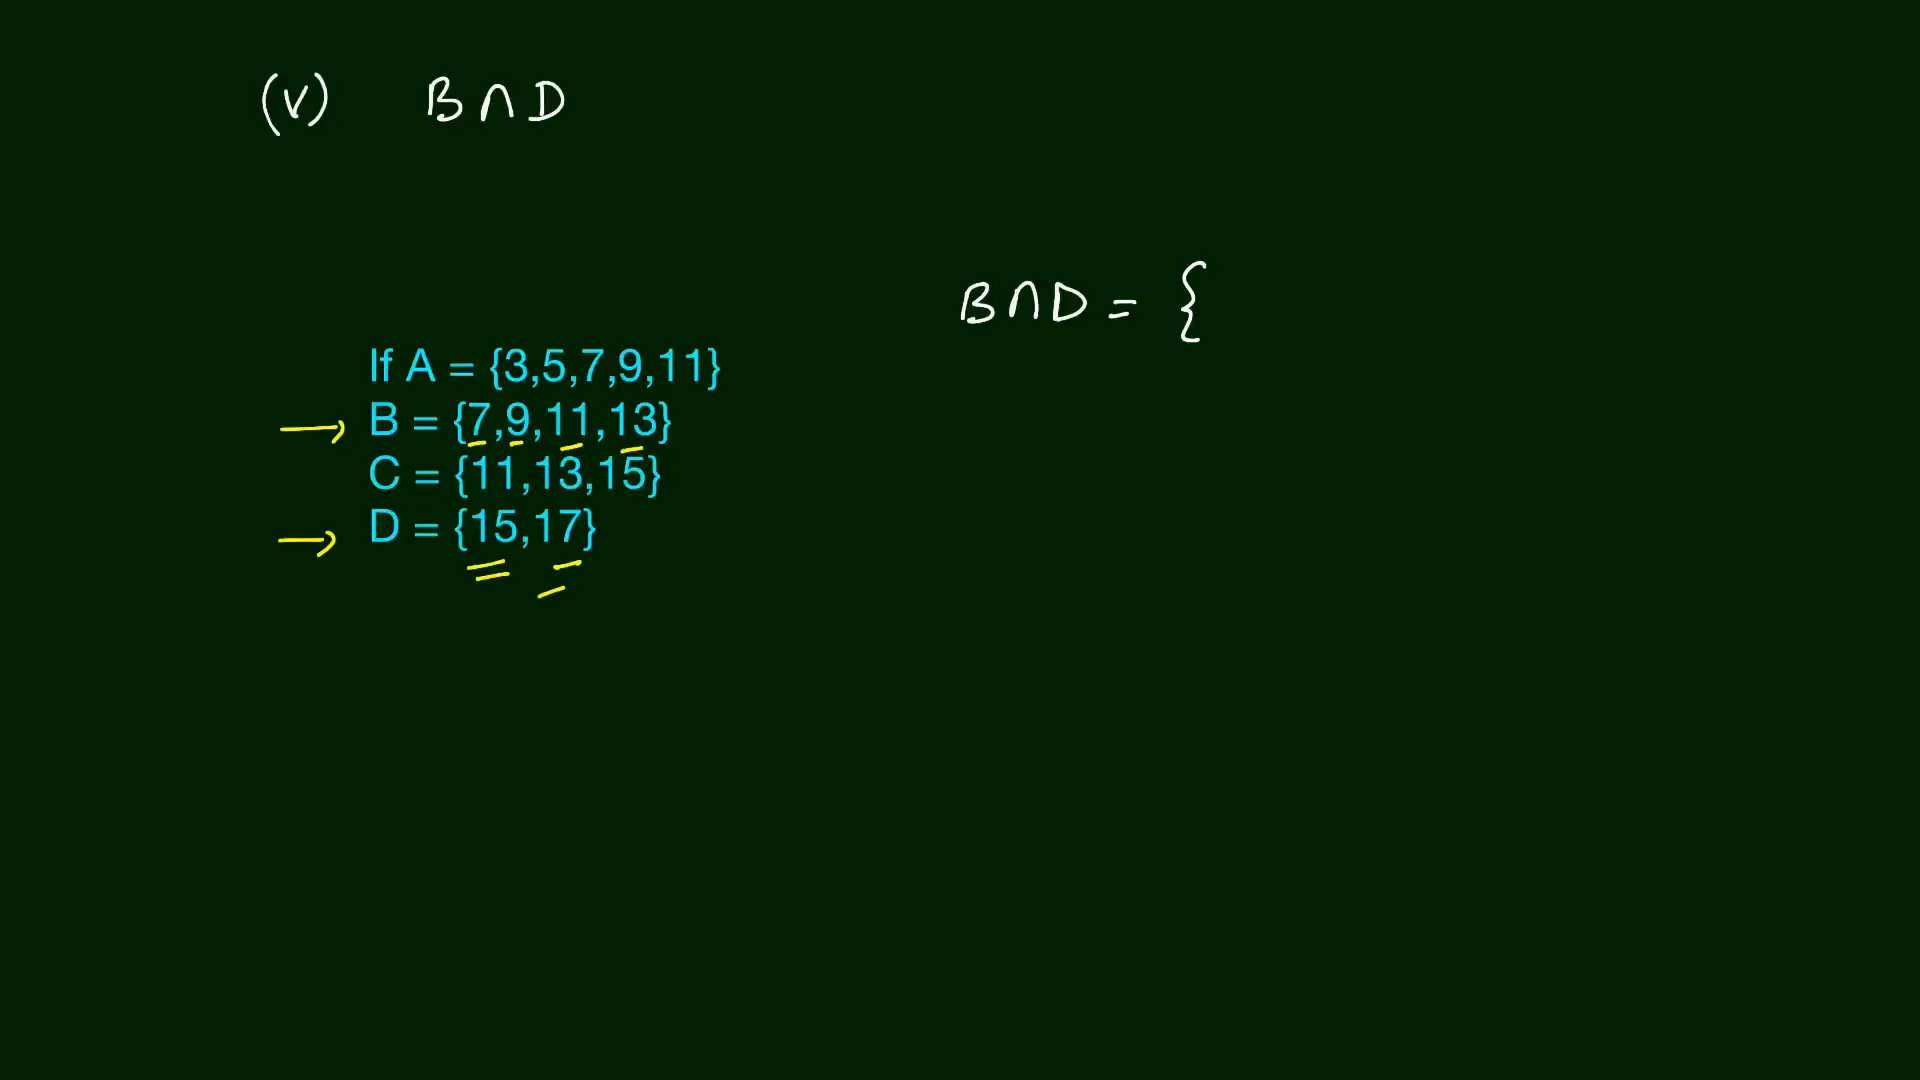 (v) B∩D
B∩D = {
If A = {3,5,7,9,11}
B = {7,9,11,13}
C = {11,13,15}
D = {15,17}